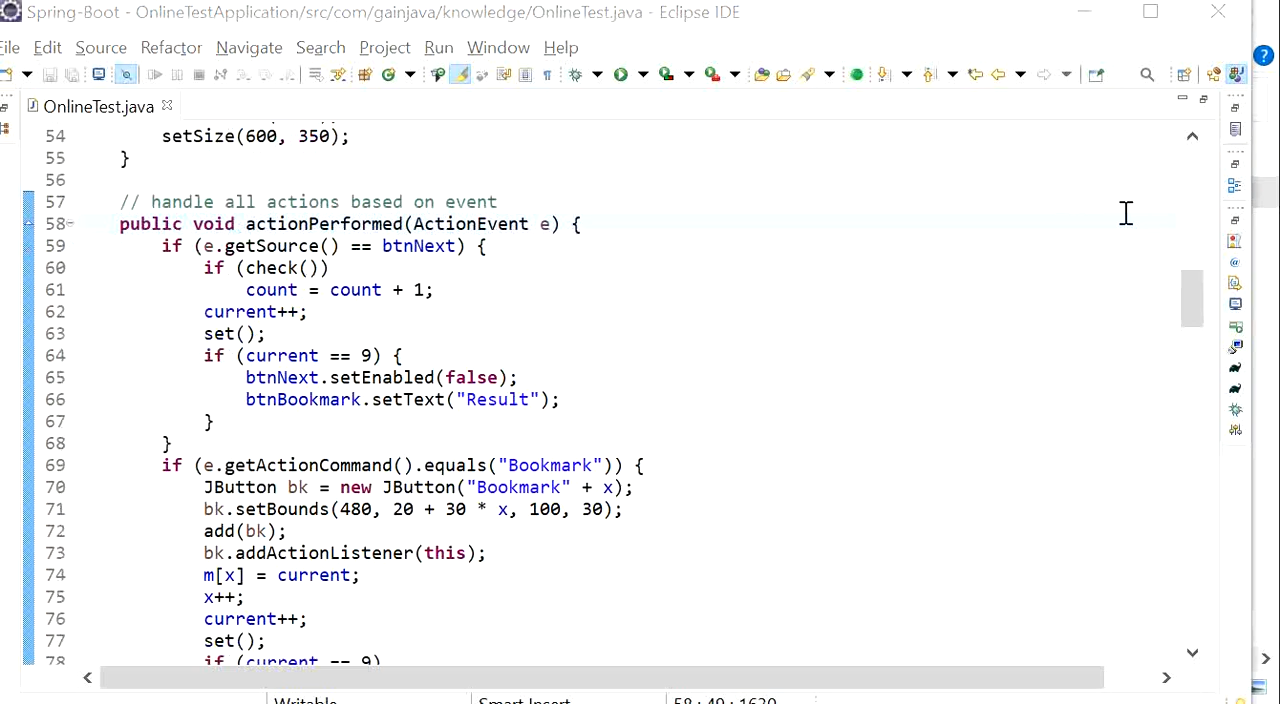 Spring-Boot - OnlineTestApplication/src/com/gainjava/knowledge/OnlineTest.java - Eclipse IDE
File Edit Source Refactor Navigate Search Project Run Window Help
OnlineTest.java
54 setSize(600, 350);
55 }
56
57 // handle all actions based on event
58 public void actionPerformed(ActionEvent e) {
59 if (e.getSource() == btnNext) {
60 if (check())
61 count = count + 1;
62 current++;
63 set();
64 if (current == 9) {
65 btnNext.setEnabled(false);
66 btnBookmark.setText("Result");
67 }
68 }
69 if (e.getActionCommand().equals("Bookmark")) {
70 JButton bk = new JButton("Bookmark" + x);
71 bk.setBounds(480, 20 + 30 * x, 100, 30);
72 add(bk);
73 bk.addActionListener(this);
74 m[x] = current;
75 x++;
76 current++;
77 set();
78 if (current == 9)
Writable Smart Insert 58 : 49 : 1630